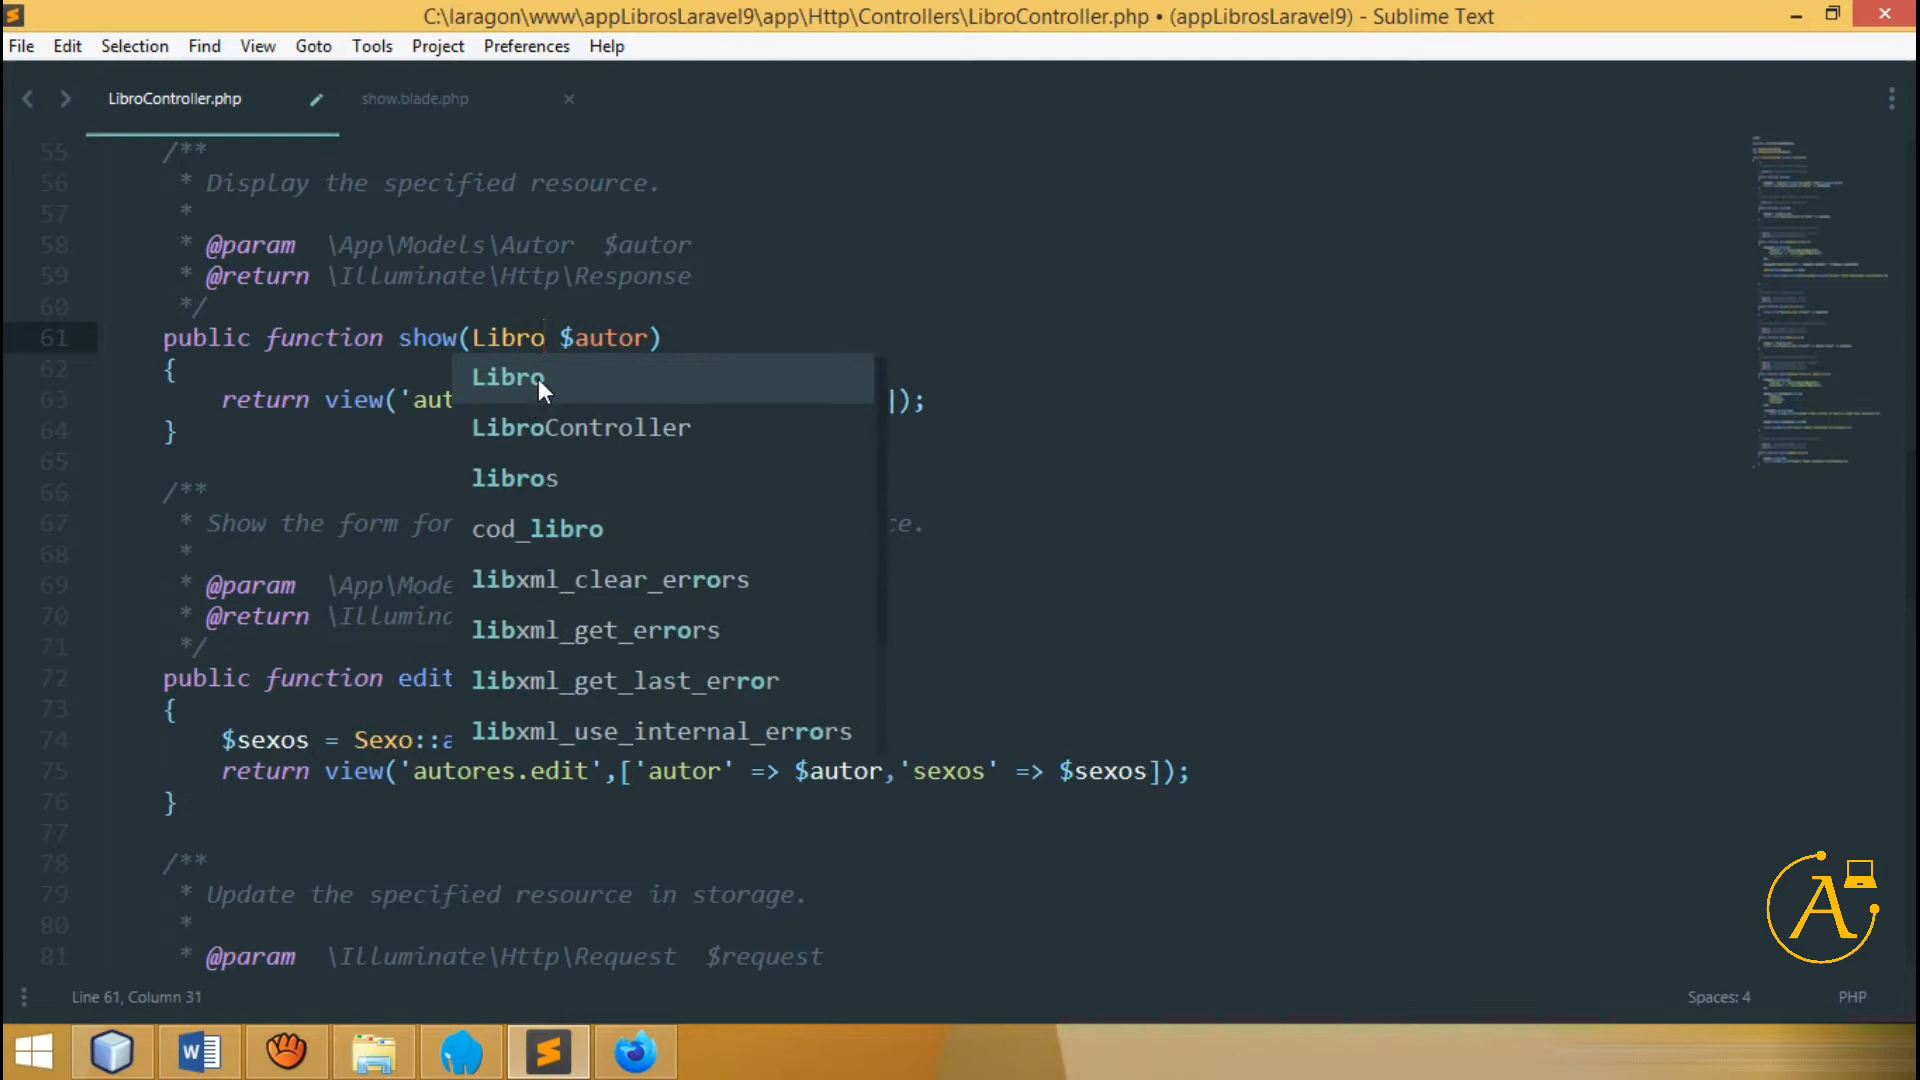 C:\laragon\www\appLibrosLaravel9\app\Http\Controllers\LibroController.php • (appLibrosLaravel9) - Sublime Text
File Edit Selection Find View Goto Tools Project Preferences Help
LibroController.php show.blade.php
55 /**
56 * Display the specified resource.
57 *
58 * @param \App\Models\Autor $autor
59 * @return \Illuminate\Http\Response
60 */
61 public function show(Libro $autor)
62 {
63 return view('aut ]);
64 }
65
66 /**
67 * Show the form for ce.
68 *
69 * @param \App\Mode
70 * @return \Illumin
71 */
72 public function edit
73 {
74 $sexos = Sexo::a
75 return view('autores.edit',['autor' => $autor,'sexos' => $sexos]);
76 }
77
78 /**
79 * Update the specified resource in storage.
80 *
81 * @param \Illuminate\Http\Request $request
Libro
LibroController
libros
cod_libro
libxml_clear_errors
libxml_get_errors
libxml_get_last_error
libxml_use_internal_errors
A
Line 61, Column 31 Spaces: 4 PHP